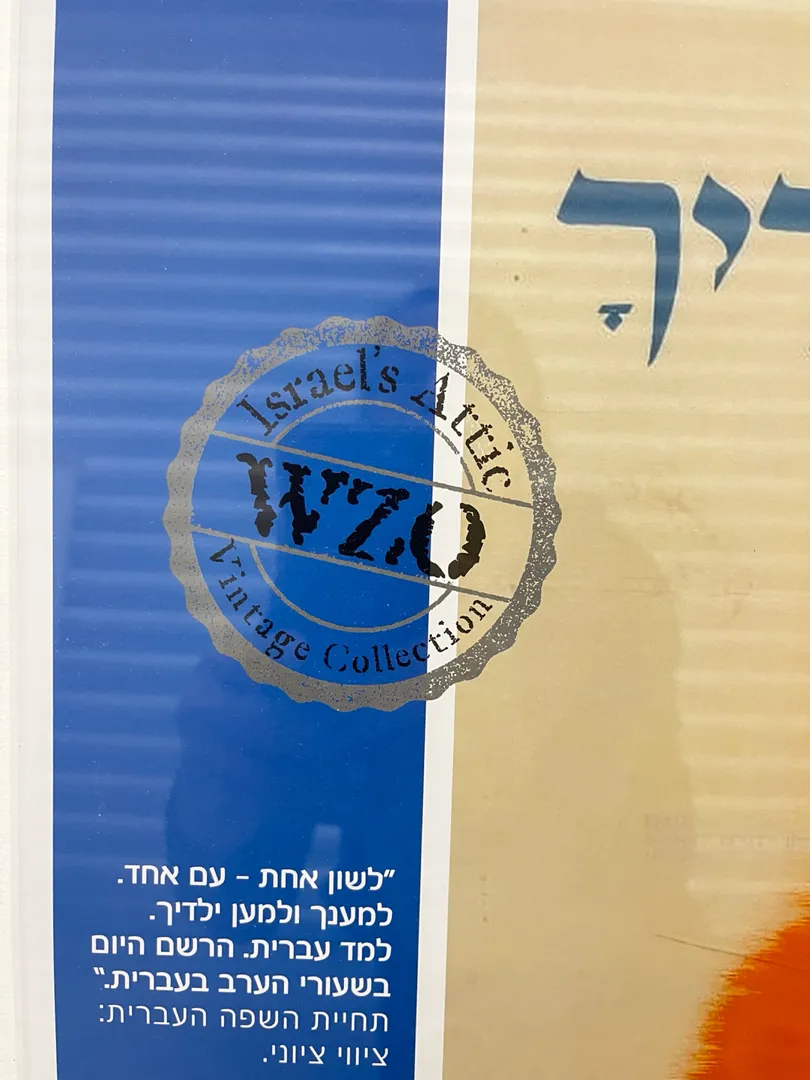 Israel's Attic
WZO
Vintage Collection
"לשון אחת - עם אחד.
למענך ולמען ילדיך.
למד עברית. הרשם היום
בשעורי הערב בעברית."
תחיית השפה העברית:
ציווי ציוני.